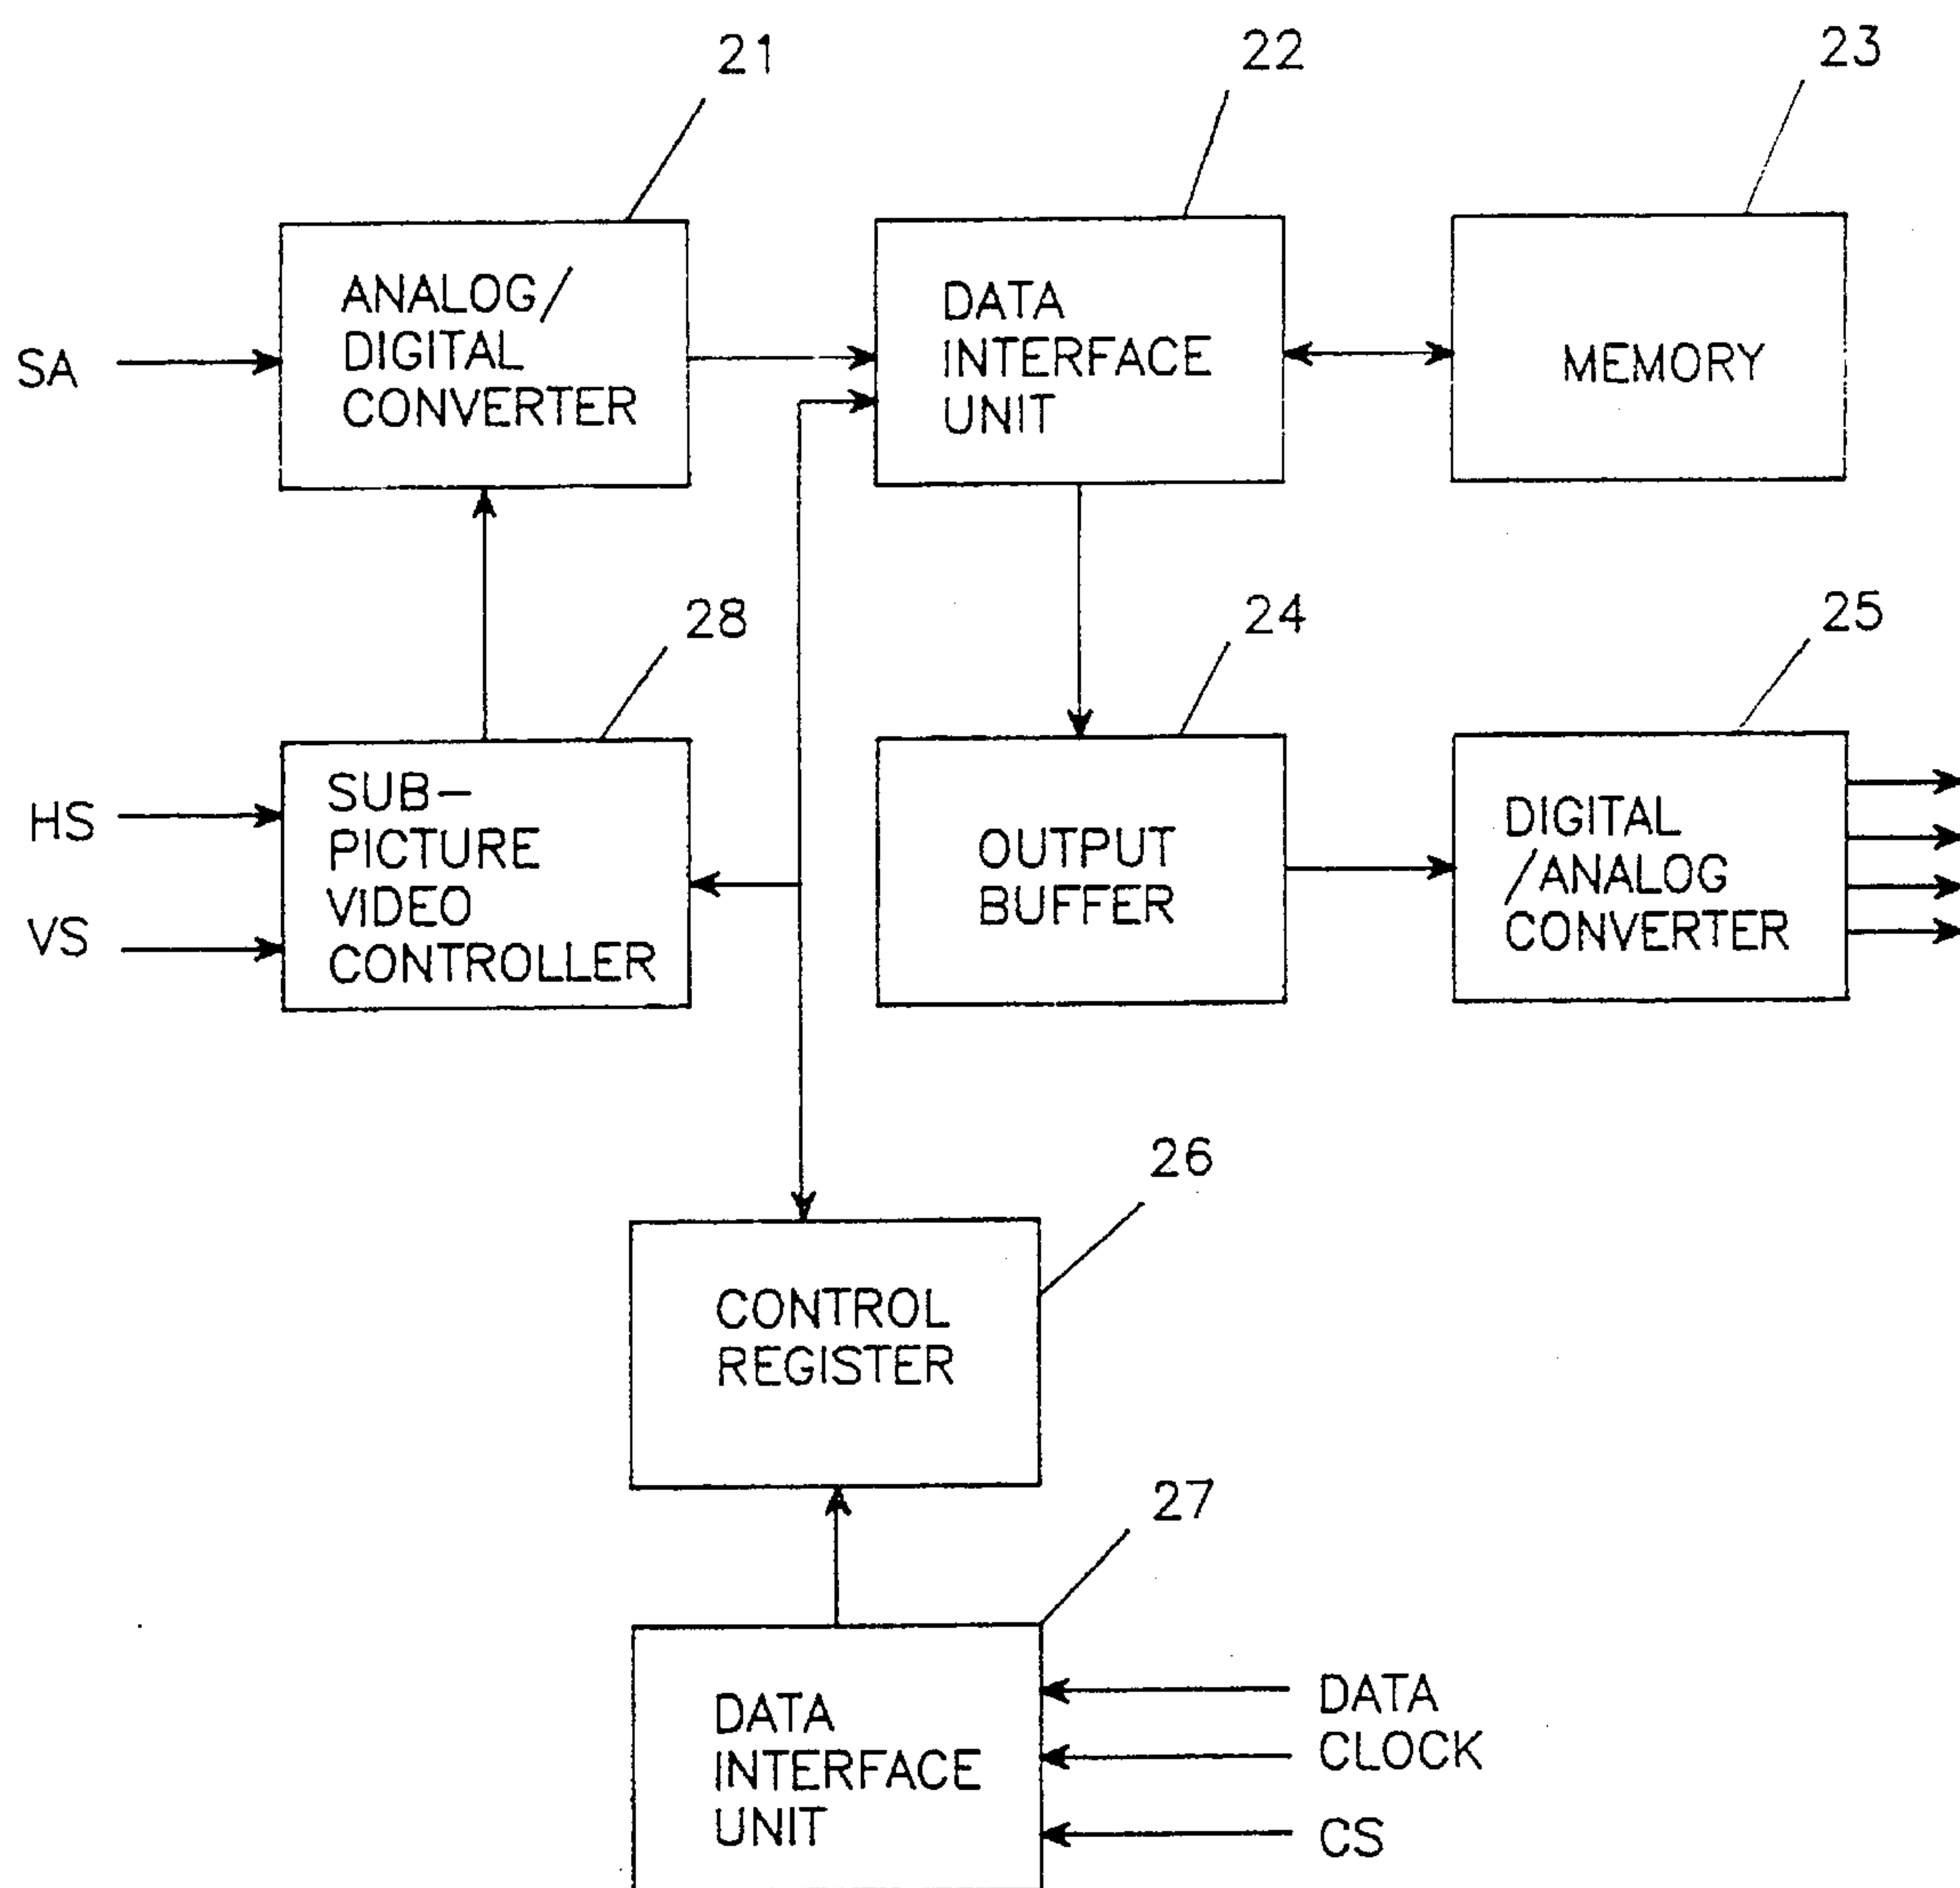 21
22
23
ANALOG/
DIGITAL
CONVERTER
DATA
INTERFACE
UNIT
MEMORY
SA
28
24
25
SUB-
PICTURE
VIDEO
CONTROLLER
HS
VS
OUTPUT
BUFFER
DIGITAL
/ANALOG
CONVERTER
26
CONTROL
REGISTER
27
DATA
INTERFACE
UNIT
DATA
CLOCK
CS